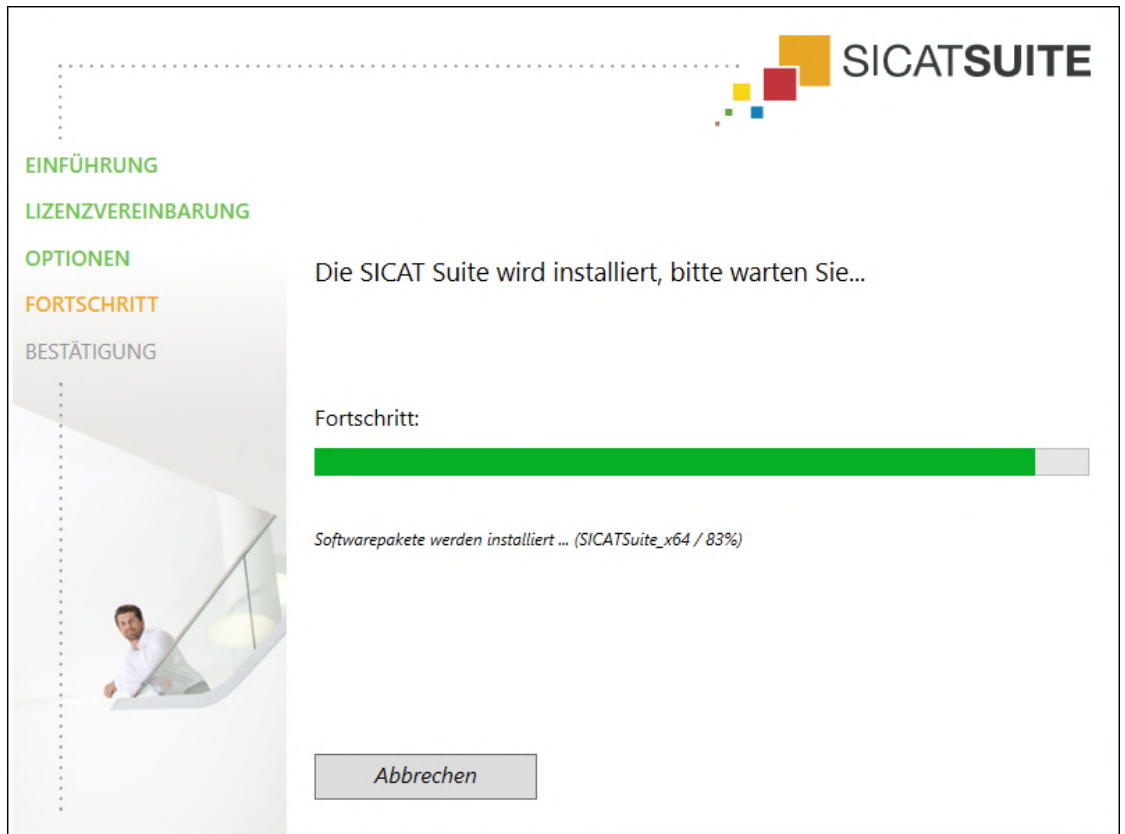 SICATSUITE
EINFÜHRUNG
LIZENZVEREINBARUNG
OPTIONEN
FORTSCHRITT
BESTÄTIGUNG
Die SICAT Suite wird installiert, bitte warten Sie...
Fortschritt:
Softwarepakete werden installiert ... (SICATSuite_x64 / 83%)
Abbrechen